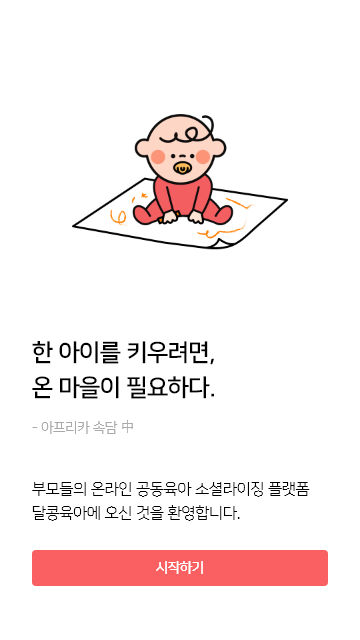 한 아이를 키우려면,
온 마을이 필요하다.
- 아프리카 속담 中
부모들의 온라인 공동육아 소셜라이징 플랫폼
달콩육아에 오신 것을 환영합니다.
시작하기